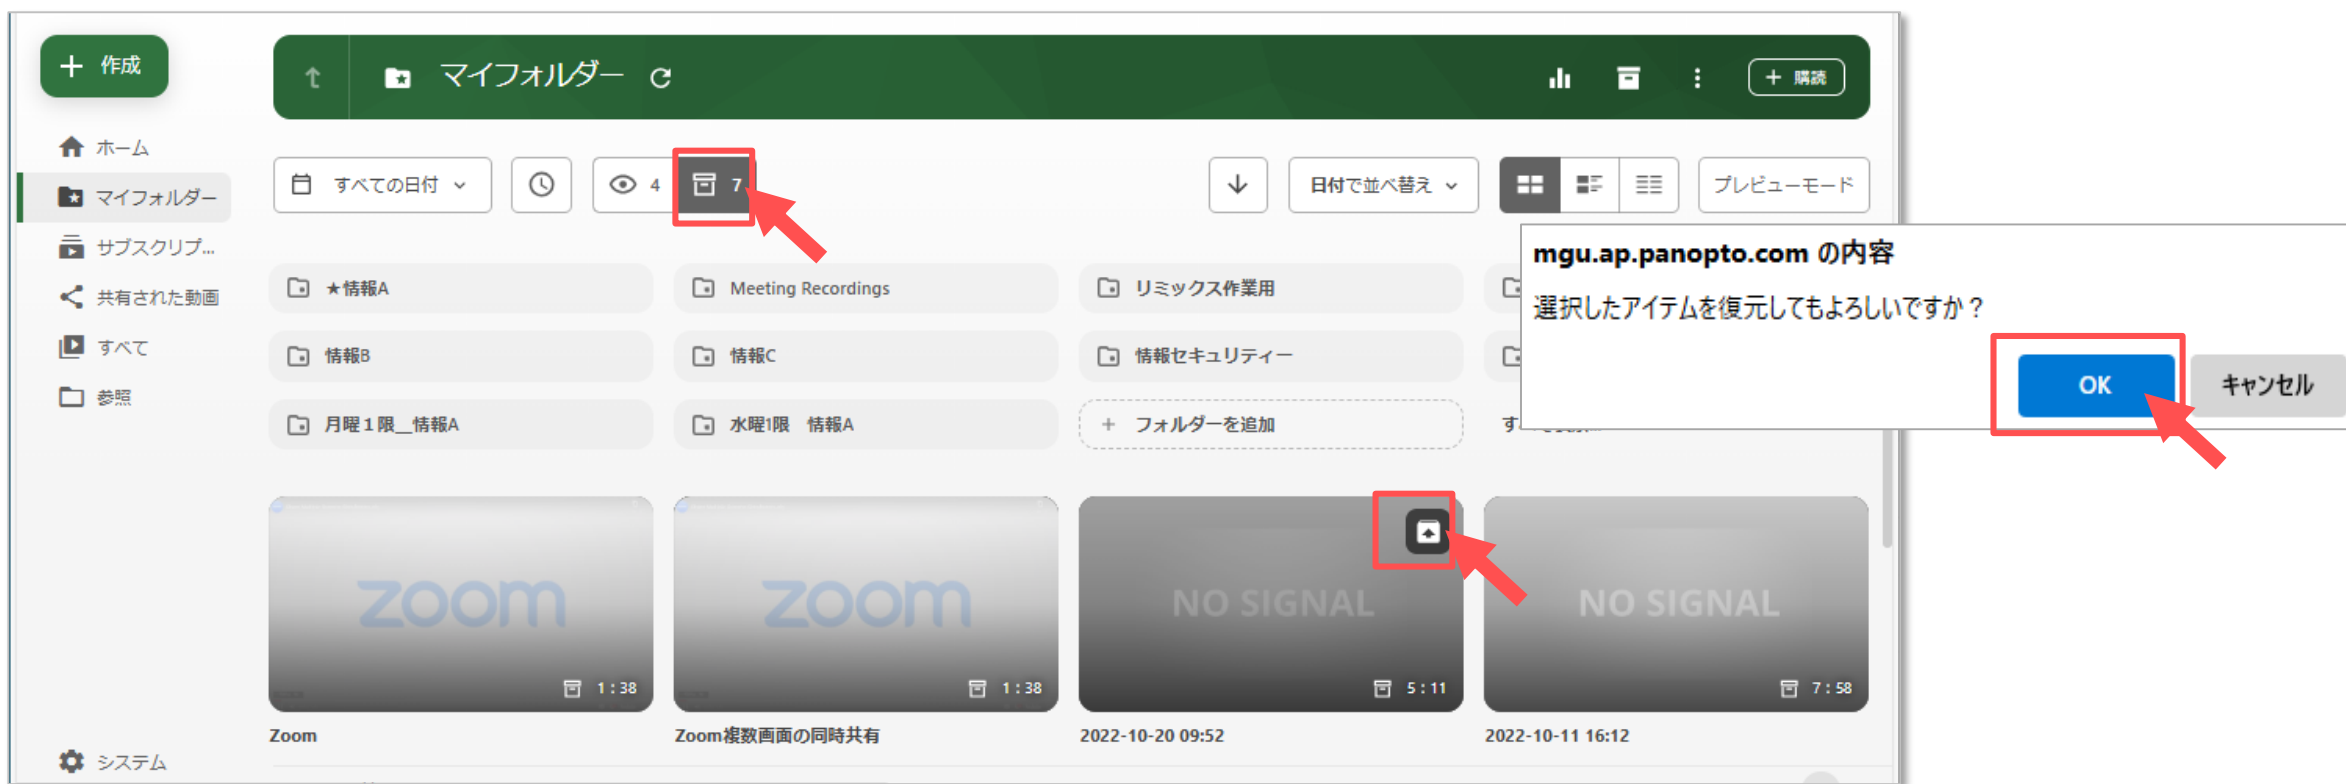 作成
マイフォルダー
購読
ホーム
マイフォルダー
サブスクリプ...
共有された動画
すべて
参照
システム
すべての日付
4
7
日付で並べ替え
プレビューモード
★情報A
Meeting Recordings
リミックス作業用
情報B
情報C
情報セキュリティー
月曜1限__情報A
水曜1限 情報A
+ フォルダーを追加
mgu.ap.panopto.com の内容
選択したアイテムを復元してもよろしいですか?
OK
キャンセル
zoom
1:38
zoom
1:38
NO SIGNAL
5:11
NO SIGNAL
7:58
Zoom
Zoom複数画面の同時共有
2022-10-20 09:52
2022-10-11 16:12